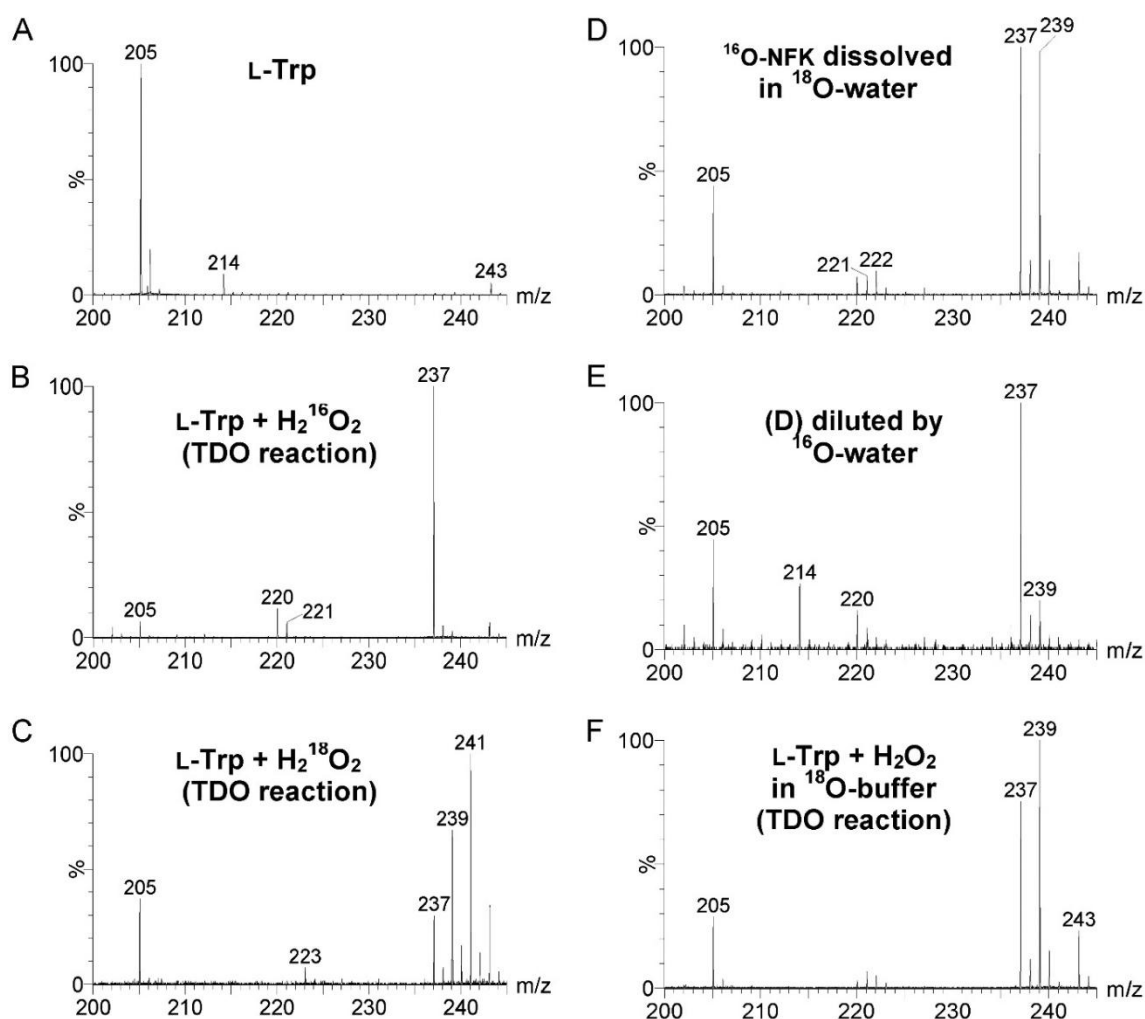 A
205
L-Trp
100
%
214
243
0
200 210 220 230 240 m/z
B
237
100
L-Trp + H₂¹⁶O₂
(TDO reaction)
%
205
220
221
0
200 210 220 230 240 m/z
C
241
100
L-Trp + H₂¹⁸O₂
(TDO reaction)
239
%
205
237
223
0
200 210 220 230 240 m/z
D
237 239
100
¹⁶O-NFK dissolved
in ¹⁸O-water
%
205
221 222
0
200 210 220 230 240 m/z
E
237
100
(D) diluted by
¹⁶O-water
%
205
214
220
239
0
200 210 220 230 240 m/z
F
239
100
L-Trp + H₂O₂
in ¹⁸O-buffer
(TDO reaction)
237
%
205
243
0
200 210 220 230 240 m/z